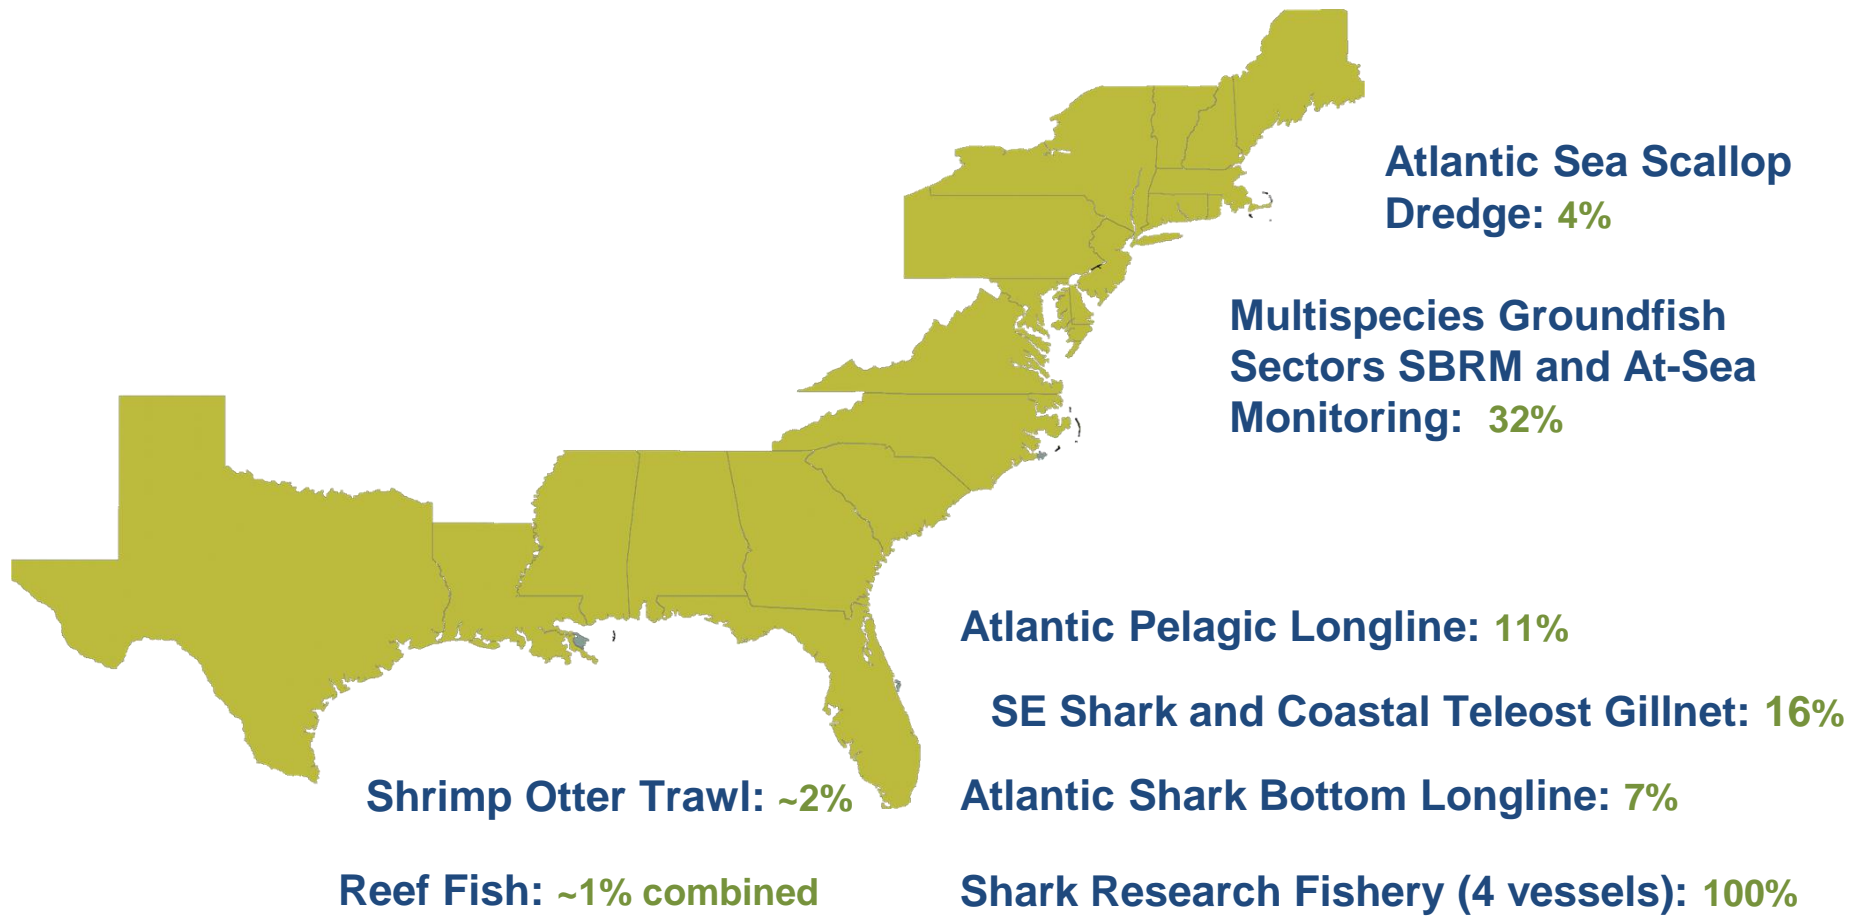 Atlantic Sea Scallop
Dredge: 4%
Multispecies Groundfish
Sectors SBRM and At-Sea
Monitoring: 32%
Atlantic Pelagic Longline: 11%
SE Shark and Coastal Teleost Gillnet: 16%
Shrimp Otter Trawl: ~2%
Atlantic Shark Bottom Longline: 7%
Reef Fish: ~1% combined
Shark Research Fishery (4 vessels): 100%